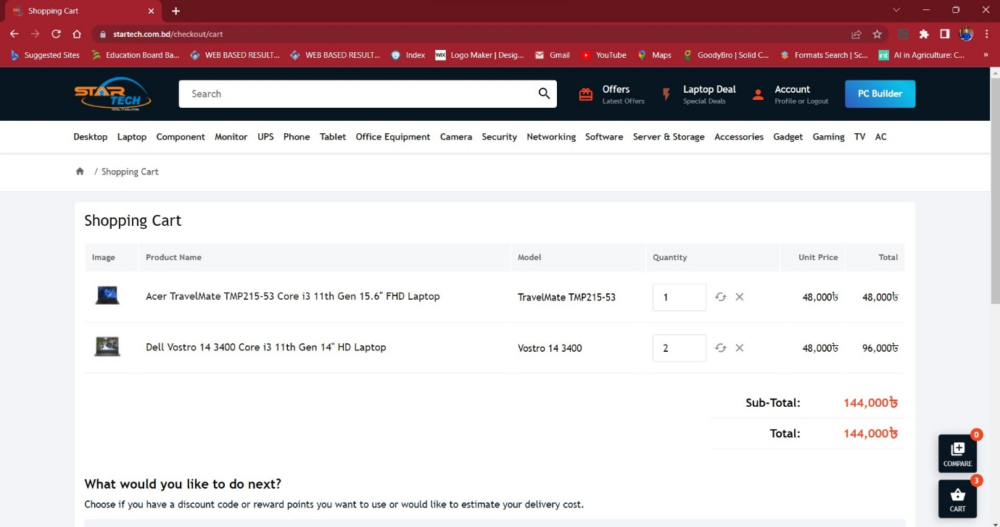 Shopping Cart
startech.com.bd/checkout/cart
Suggested Sites Education Board Ba... WEB BASED RESULT... WEB BASED RESULT... Index WIX Logo Maker | Desig... Gmail YouTube Maps GoodyBro | Solid C... Formats Search | Sc... int AI in Agriculture: C... »
STAR TECH
TOTAL IT SOLUTION
Search
Offers
Latest Offers
Laptop Deal
Special Deals
Account
Profile or Logout
PC Builder
Desktop Laptop Component Monitor UPS Phone Tablet Office Equipment Camera Security Networking Software Server & Storage Accessories Gadget Gaming TV AC
/ Shopping Cart
Shopping Cart
Image Product Name Model Quantity Unit Price Total
Acer TravelMate TMP215-53 Core i3 11th Gen 15.6" FHD Laptop TravelMate TMP215-53 1 48,000৳ 48,000৳
Dell Vostro 14 3400 Core i3 11th Gen 14" HD Laptop Vostro 14 3400 2 48,000৳ 96,000৳
Sub-Total: 144,000৳
Total: 144,000৳
0
COMPARE
What would you like to do next?
3
Choose if you have a discount code or reward points you want to use or would like to estimate your delivery cost.
CART